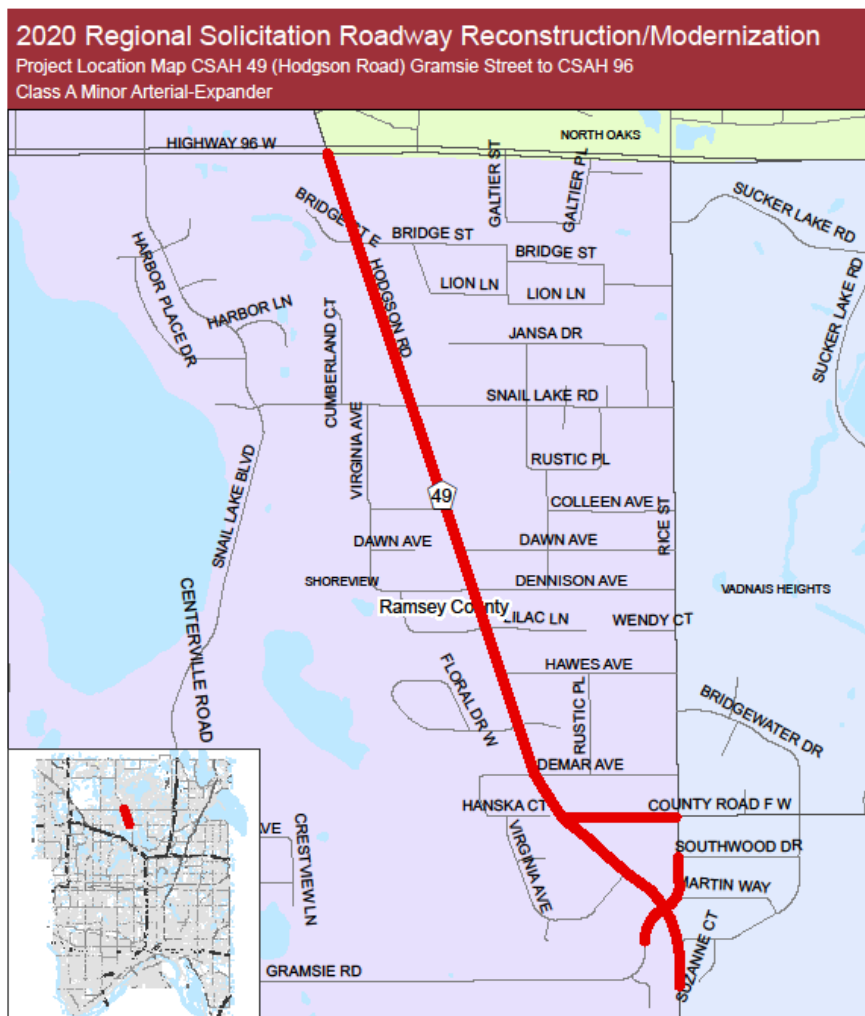 2020 Regional Solicitation Roadway Reconstruction/Modernization
Project Location Map CSAH 49 (Hodgson Road) Gramsie Street to CSAH 96
Class A Minor Arterial-Expander
NORTH OAKS
HIGHWAY 96 W
GALTIER ST
GALTIER PL
SUCKER LAKE RD
BRIDGE ST E
BRIDGE ST
BRIDGE ST
HARBOR PLACE DR
HODGSON RD
LION LN
LION LN
SUCKER LAKE RD
HARBOR LN
CUMBERLAND CT
JANSA DR
SNAIL LAKE RD
VIRGINIA AVE
RUSTIC PL
49
COLLEEN AVE
RICE ST
SNAIL LAKE BLVD
DAWN AVE
DAWN AVE
SHOREVIEW
DENNISON AVE
VADNAIS HEIGHTS
Ramsey County
LILAC LN
WENDY CT
CENTERVILLE ROAD
FLORAL DR W
HAWES AVE
RUSTIC PL
BRIDGEWATER DR
DEMAR AVE
HANSKA CT
COUNTY ROAD F W
AVE
CRESTVIEW LN
VIRGINIA AVE
SOUTHWOOD DR
MARTIN WAY
SUZANNE CT
GRAMSIE RD